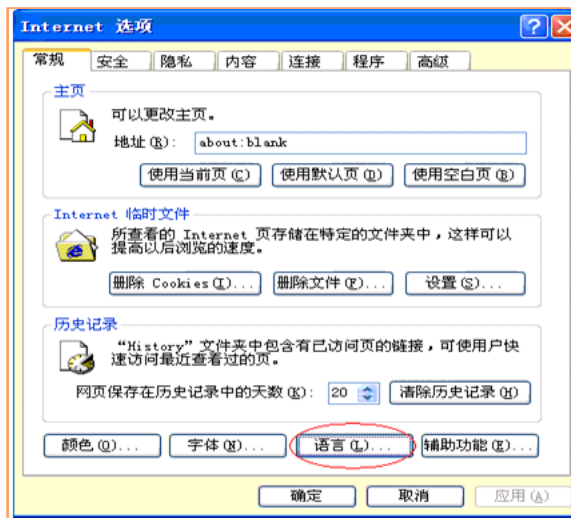 Internet 选项
常规 安全 隐私 内容 连接 程序 高级
主页
可以更改主页。
地址(R): about:blank
使用当前页(C) 使用默认页(D) 使用空白页(B)
Internet 临时文件
所查看的 Internet 页存储在特定的文件夹中，这样可以
提高以后浏览的速度。
删除 Cookies(I)... 删除文件(F)... 设置(S)...
历史记录
“History”文件夹中包含有已访问页的链接，可使用户快
速访问最近查看过的页。
网页保存在历史记录中的天数(K): 20 清除历史记录(H)
颜色(O)... 字体(N)... 语言(L)... 辅助功能(E)...
确定 取消 应用(A)